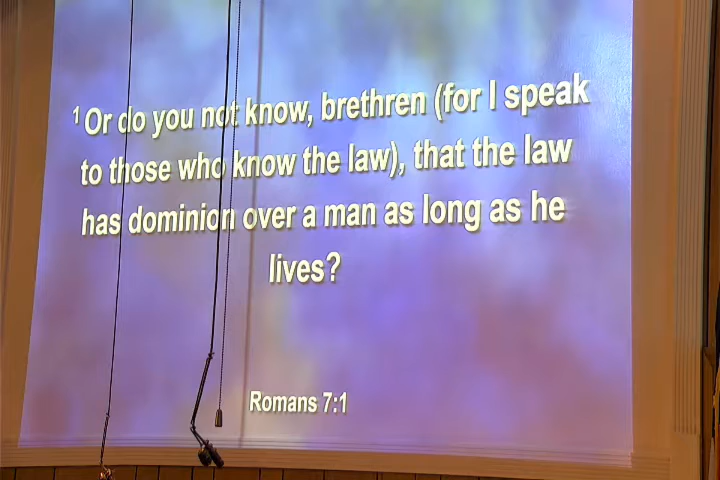 ¹ Or do you not know, brethren (for I speak
to those who know the law), that the law
has dominion over a man as long as he
lives?
Romans 7:1